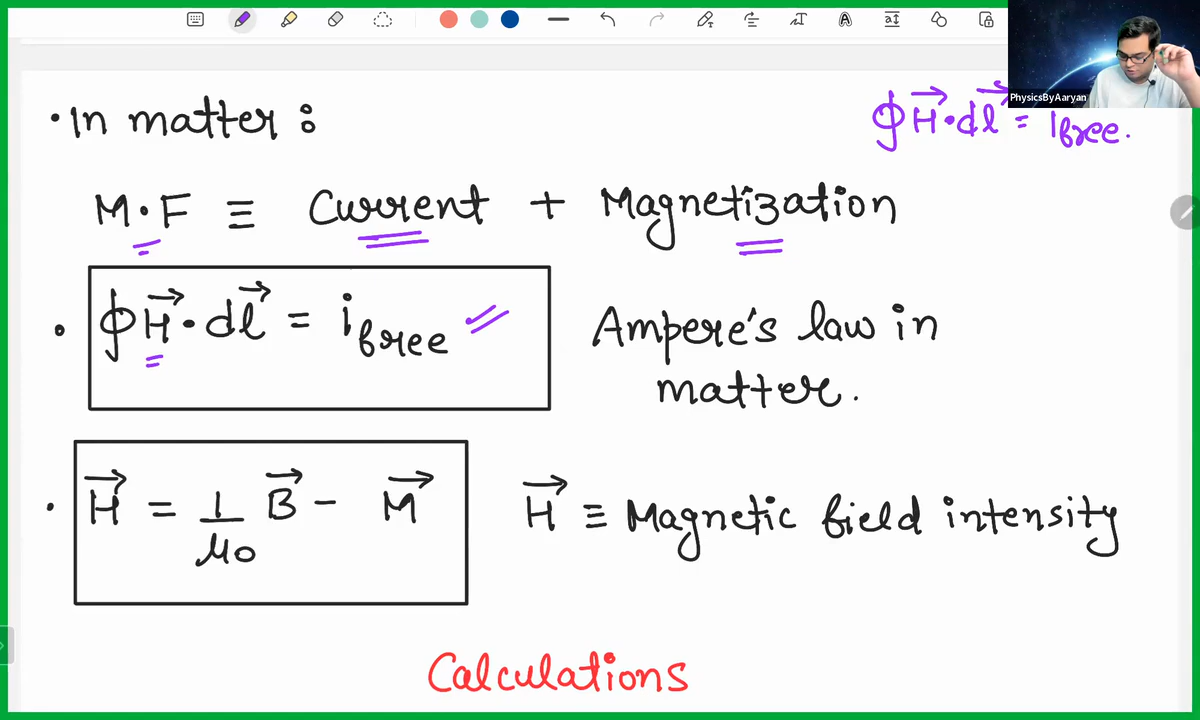 PhysicsByAaryan
• In matter :
∮H⃗·dl⃗ = ifree.
M·F ≡ Current + Magnetization
• ∮H⃗·dl⃗ = ifree
Ampere's law in
matter.
• H⃗ = 1/μ0 B⃗ - M⃗
H⃗ ≡ Magnetic field intensity
Calculations